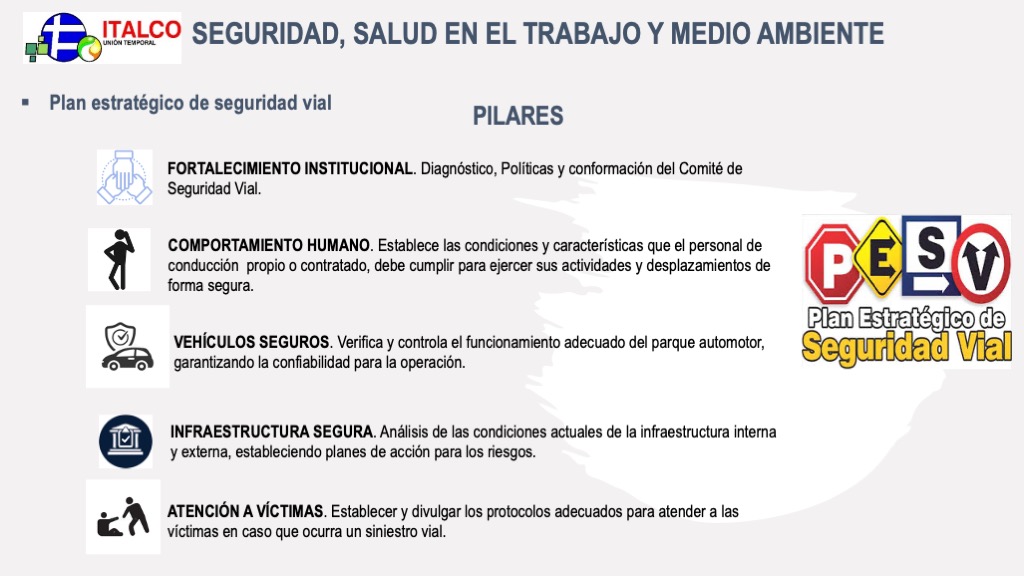 ITALCO
UNIÓN TEMPORAL
SEGURIDAD, SALUD EN EL TRABAJO Y MEDIO AMBIENTE
▪ Plan estratégico de seguridad vial
PILARES
FORTALECIMIENTO INSTITUCIONAL. Diagnóstico, Políticas y conformación del Comité de
Seguridad Vial.
COMPORTAMIENTO HUMANO. Establece las condiciones y características que el personal de
conducción propio o contratado, debe cumplir para ejercer sus actividades y desplazamientos de
forma segura.
VEHÍCULOS SEGUROS. Verifica y controla el funcionamiento adecuado del parque automotor,
garantizando la confiabilidad para la operación.
INFRAESTRUCTURA SEGURA. Análisis de las condiciones actuales de la infraestructura interna
y externa, estableciendo planes de acción para los riesgos.
ATENCIÓN A VÍCTIMAS. Establecer y divulgar los protocolos adecuados para atender a las
víctimas en caso que ocurra un siniestro vial.
PESV
Plan Estratégico de
Seguridad Vial